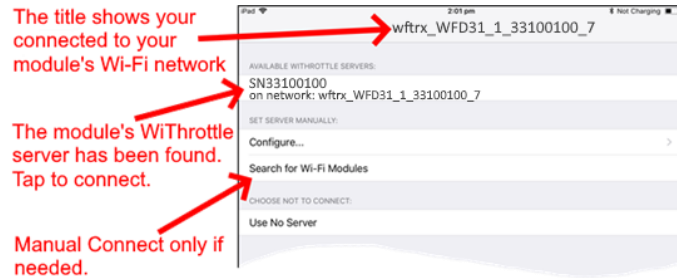 The title shows your
connected to your
module's Wi-Fi network
The module's WiThrottle
server has been found.
Tap to connect.
Manual Connect only if
needed.
iPad 2:01 pm Not Charging
wftrx_WFD31_1_33100100_7
AVAILABLE WITHROTTLE SERVERS:
SN33100100
on network: wftrx_WFD31_1_33100100_7
SET SERVER MANUALLY:
Configure...
Search for Wi-Fi Modules
CHOOSE NOT TO CONNECT:
Use No Server